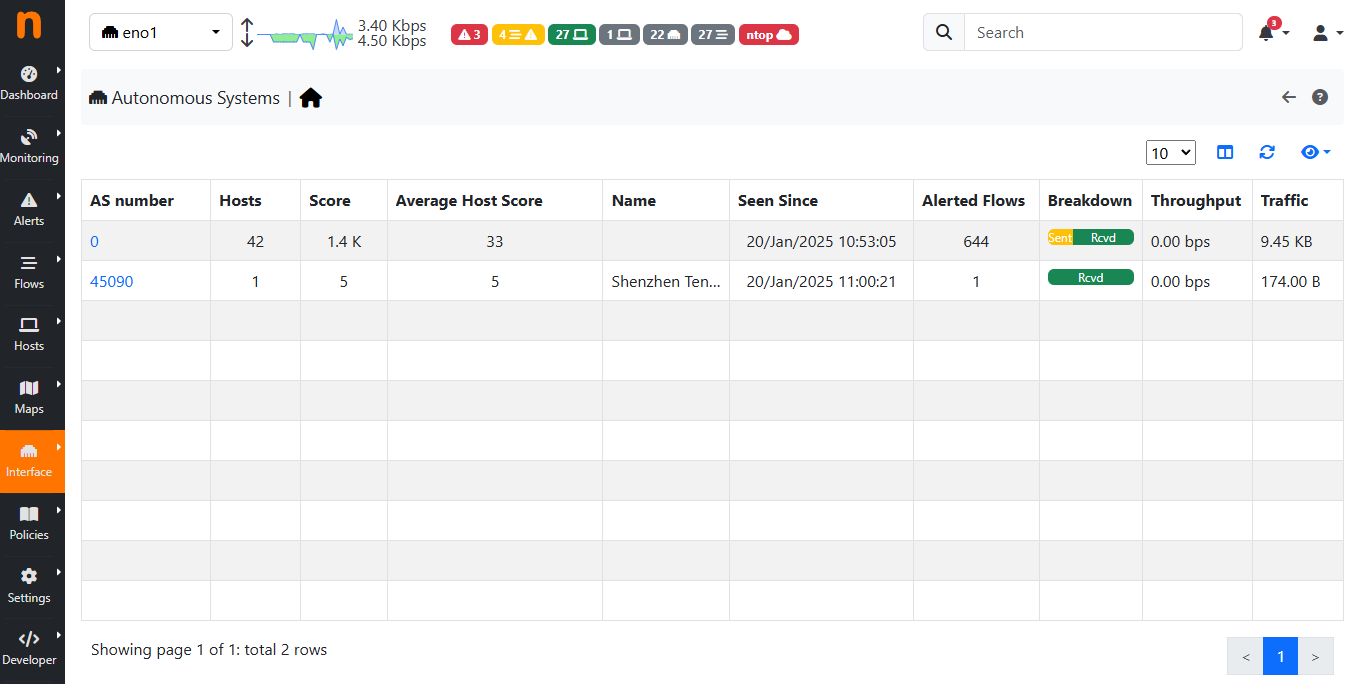 n
eno1
3.40 Kbps
4.50 Kbps
3
4
27
1
22
27
ntop
Search
3
Dashboard
Monitoring
Alerts
Flows
Hosts
Maps
Interface
Policies
Settings
Developer
Autonomous Systems |
?
10
AS number Hosts Score Average Host Score Name Seen Since Alerted Flows Breakdown Throughput Traffic
0 42 1.4 K 33 20/Jan/2025 10:53:05 644 Sent Rcvd 0.00 bps 9.45 KB
45090 1 5 5 Shenzhen Ten... 20/Jan/2025 11:00:21 1 Rcvd 0.00 bps 174.00 B
Showing page 1 of 1: total 2 rows
< 1 >